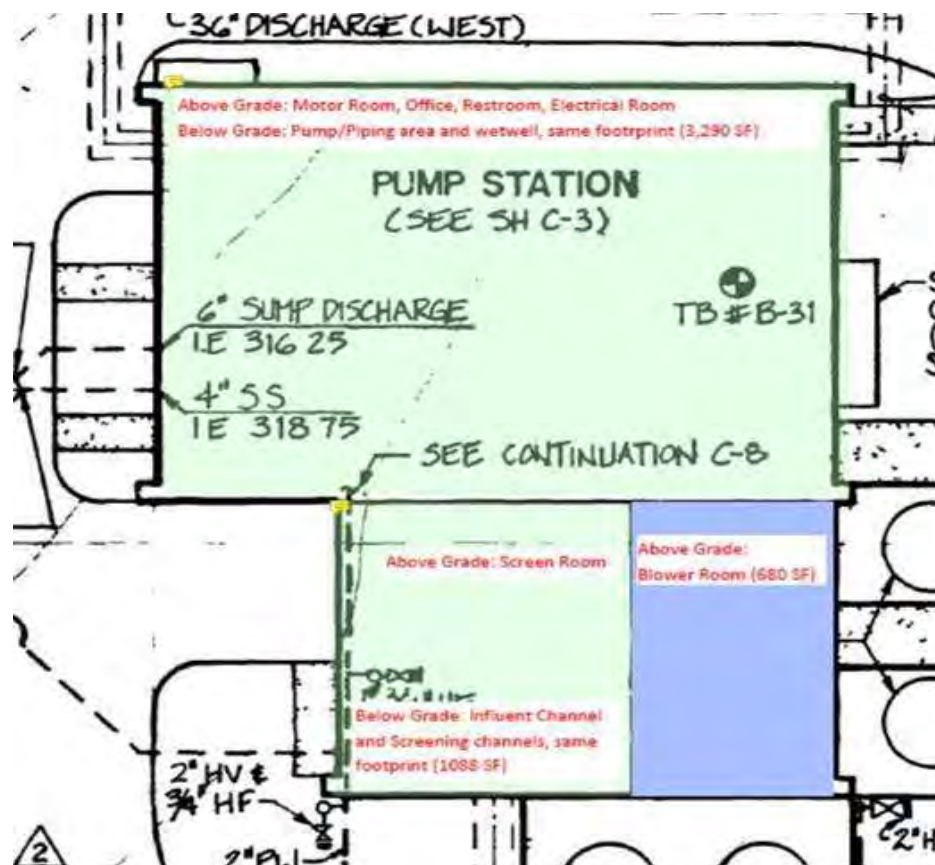 36" DISCHARGE (WEST)
FH
Above Grade: Motor Room, Office, Restroom, Electrical Room
Below Grade: Pump/Piping area and wetwell, same footrprint (3,290 SF)
PUMP STATION
(SEE SH C-3)
TB #B-31
6" SUMP DISCHARGE
I.E 316 25
4" SS
IE 318 75
SEE CONTINUATION C-8
Above Grade: Screen Room
Above Grade:
Blower Room (680 SF)
Below Grade: Influent Channel
and Screening channels, same
footprint (1088 SF)
2" HV &
3/4" HF
2